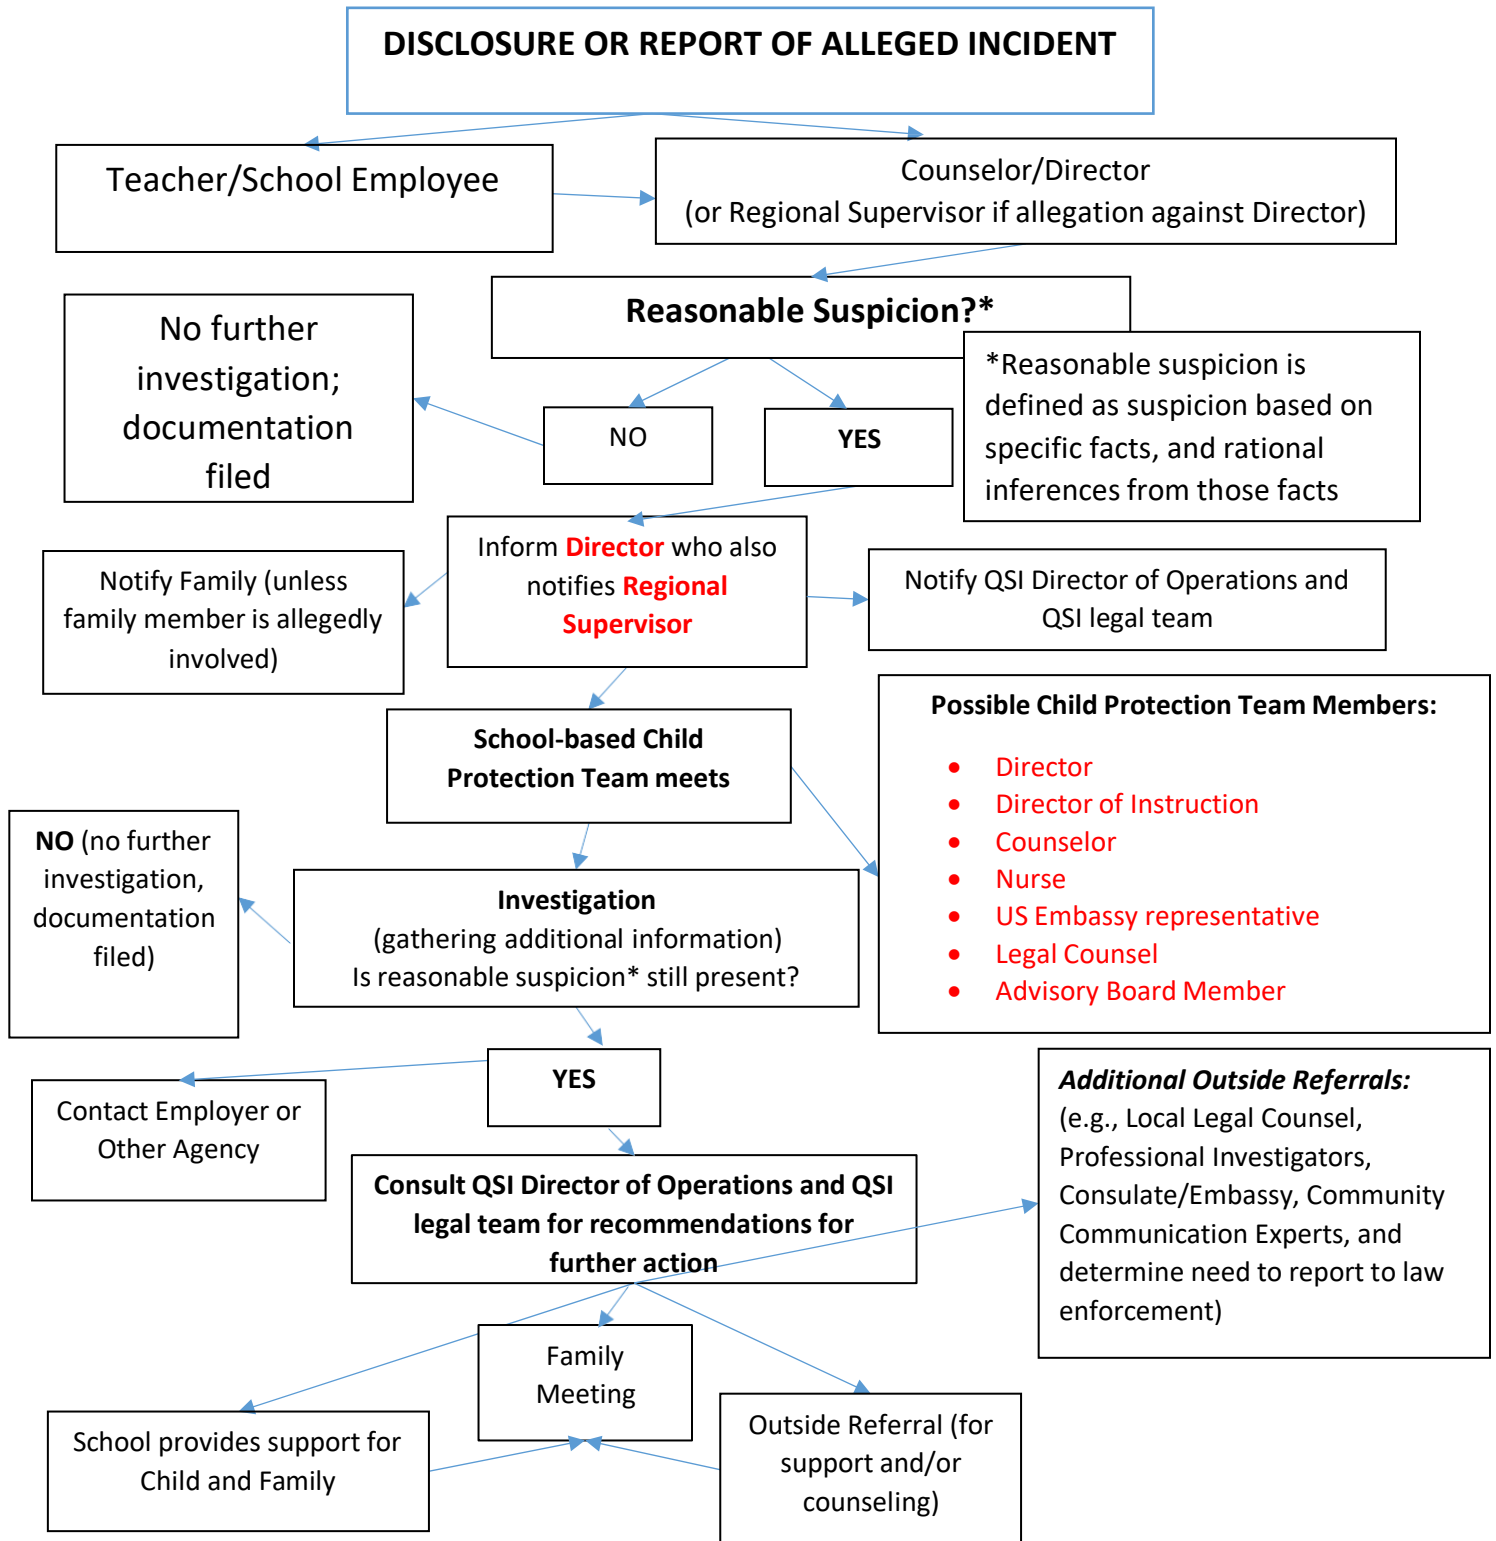 DISCLOSURE OR REPORT OF ALLEGED INCIDENT
Teacher/School Employee
Counselor/Director
(or Regional Supervisor if allegation against Director)
Reasonable Suspicion?*
No further
investigation;
documentation
filed
*Reasonable suspicion is
defined as suspicion based on
specific facts, and rational
inferences from those facts
NO
YES
Inform Director who also
notifies Regional
Supervisor
Notify Family (unless
family member is allegedly
involved)
Notify QSI Director of Operations and
QSI legal team
School-based Child
Protection Team meets
Possible Child Protection Team Members:
• Director
• Director of Instruction
• Counselor
• Nurse
• US Embassy representative
• Legal Counsel
• Advisory Board Member
NO (no further
investigation,
documentation
filed)
Investigation
(gathering additional information)
Is reasonable suspicion* still present?
YES
Contact Employer or
Other Agency
Additional Outside Referrals:
(e.g., Local Legal Counsel,
Professional Investigators,
Consulate/Embassy, Community
Communication Experts, and
determine need to report to law
enforcement)
Consult QSI Director of Operations and QSI
legal team for recommendations for
further action
Family
Meeting
School provides support for
Child and Family
Outside Referral (for
support and/or
counseling)